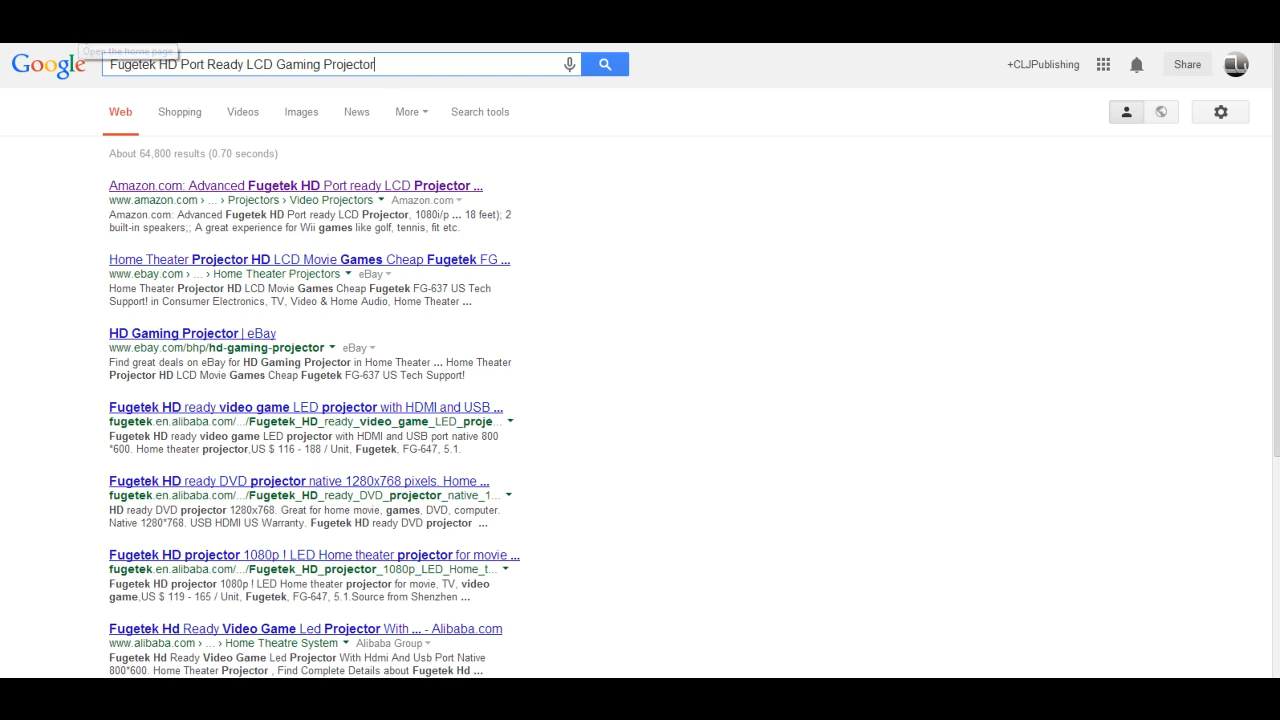 Open the home page
Google
Fugetek HD Port Ready LCD Gaming Projector
+CLJPublishing
Share
Web Shopping Videos Images News More Search tools
About 64,800 results (0.70 seconds)
Amazon.com: Advanced Fugetek HD Port ready LCD Projector ...
www.amazon.com › ... › Projectors › Video Projectors Amazon.com
Amazon.com: Advanced Fugetek HD Port ready LCD Projector, 1080i/p ... 18 feet); 2
built-in speakers;; A great experience for Wii games like golf, tennis, fit etc.
Home Theater Projector HD LCD Movie Games Cheap Fugetek FG ...
www.ebay.com › ... › Home Theater Projectors eBay
Home Theater Projector HD LCD Movie Games Cheap Fugetek FG-637 US Tech
Support! in Consumer Electronics, TV, Video & Home Audio, Home Theater ...
HD Gaming Projector | eBay
www.ebay.com/bhp/hd-gaming-projector eBay
Find great deals on eBay for HD Gaming Projector in Home Theater ... Home Theater
Projector HD LCD Movie Games Cheap Fugetek FG-637 US Tech Support!
Fugetek HD ready video game LED projector with HDMI and USB ...
fugetek.en.alibaba.com/.../Fugetek_HD_ready_video_game_LED_proje...
Fugetek HD ready video game LED projector with HDMI and USB port native 800
*600. Home theater projector,US $ 116 - 188 / Unit, Fugetek, FG-647, 5.1.
Fugetek HD ready DVD projector native 1280x768 pixels. Home ...
fugetek.en.alibaba.com/.../Fugetek_HD_ready_DVD_projector_native_1...
HD ready DVD projector 1280x768. Great for home movie, games, DVD, computer.
Native 1280*768. USB HDMI US Warranty. Fugetek HD ready DVD projector ...
Fugetek HD projector 1080p ! LED Home theater projector for movie ...
fugetek.en.alibaba.com/.../Fugetek_HD_projector_1080p_LED_Home_t...
Fugetek HD projector 1080p ! LED Home theater projector for movie, TV, video
game,US $ 119 - 165 / Unit, Fugetek, FG-647, 5.1.Source from Shenzhen ...
Fugetek Hd Ready Video Game Led Projector With ... - Alibaba.com
www.alibaba.com › ... › Home Theatre System Alibaba Group
Fugetek Hd Ready Video Game Led Projector With Hdmi And Usb Port Native
800*600. Home Theater Projector , Find Complete Details about Fugetek Hd ...